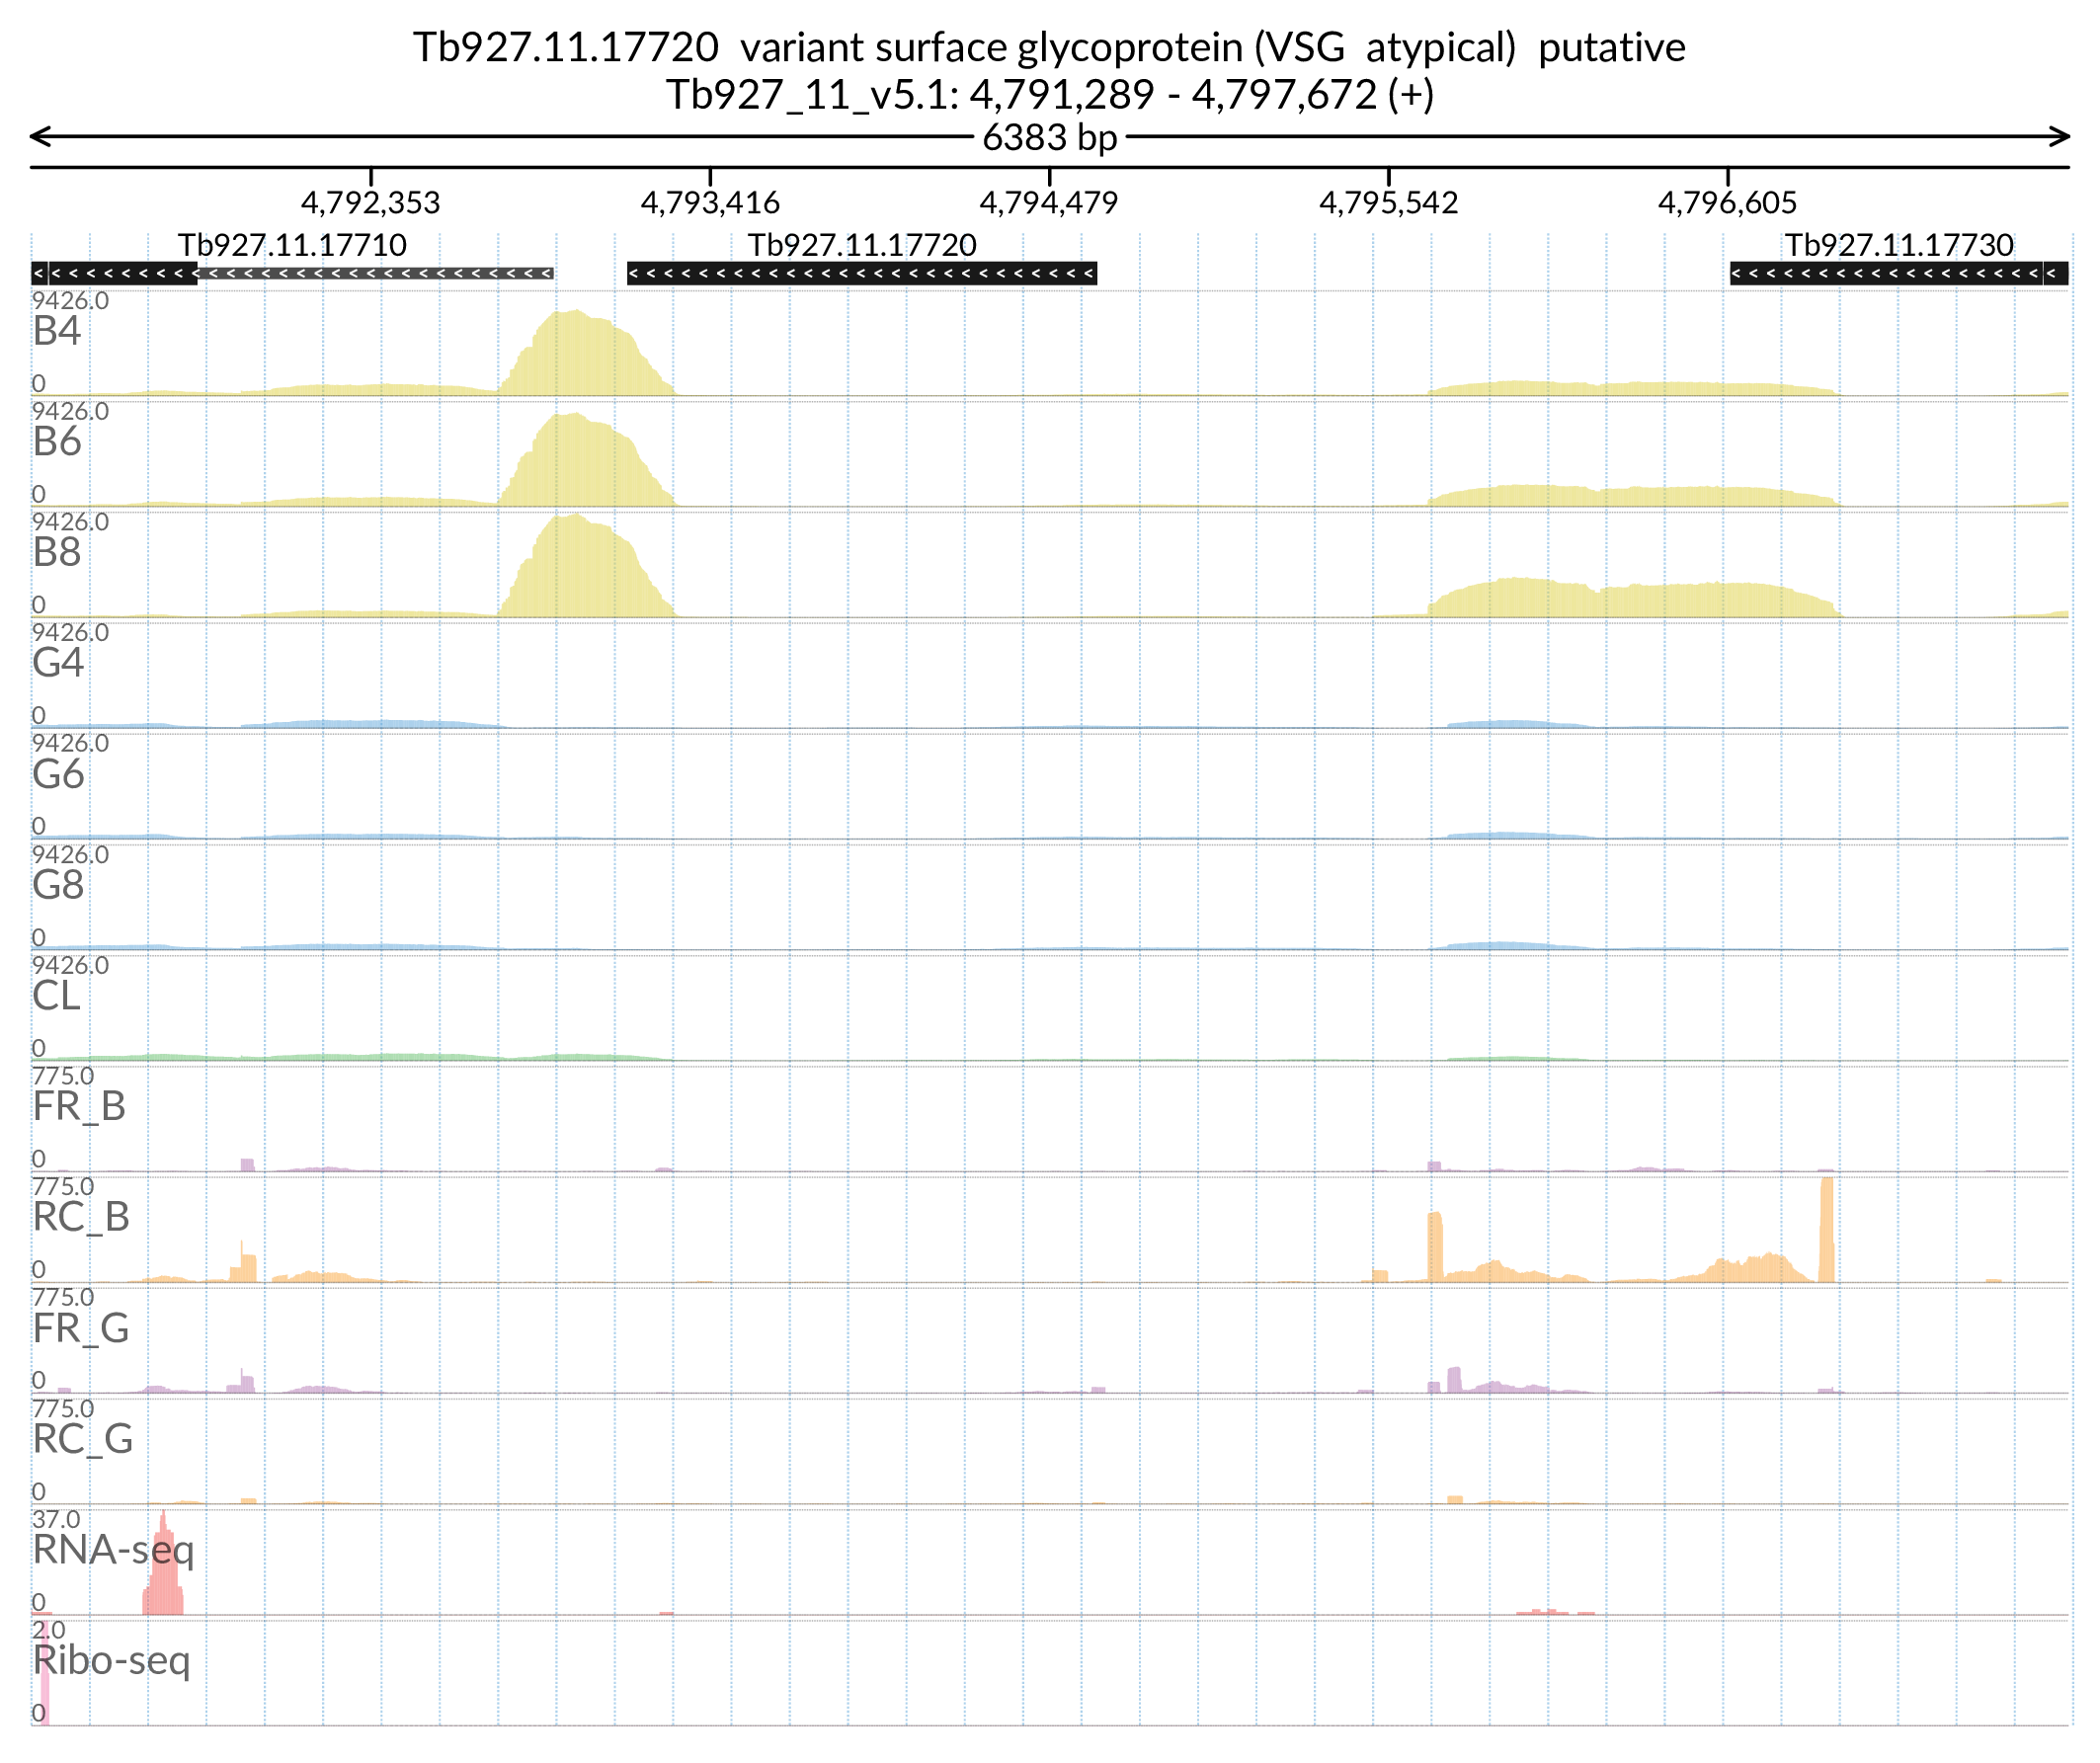 Tb927.11.17720 variant surface glycoprotein (VSG atypical) putative
Tb927_11_v5.1: 4,791,289 - 4,797,672 (+)
6383 bp
4,792,353 4,793,416 4,794,479 4,795,542 4,796,605
Tb927.11.17710 Tb927.11.17720 Tb927.11.17730
9426.0
B4
0
9426.0
B6
0
9426.0
B8
0
9426.0
G4
0
9426.0
G6
0
9426.0
G8
0
9426.0
CL
0
775.0
FR_B
0
775.0
RC_B
0
775.0
FR_G
0
775.0
RC_G
0
37.0
RNA-seq
0
2.0
Ribo-seq
0